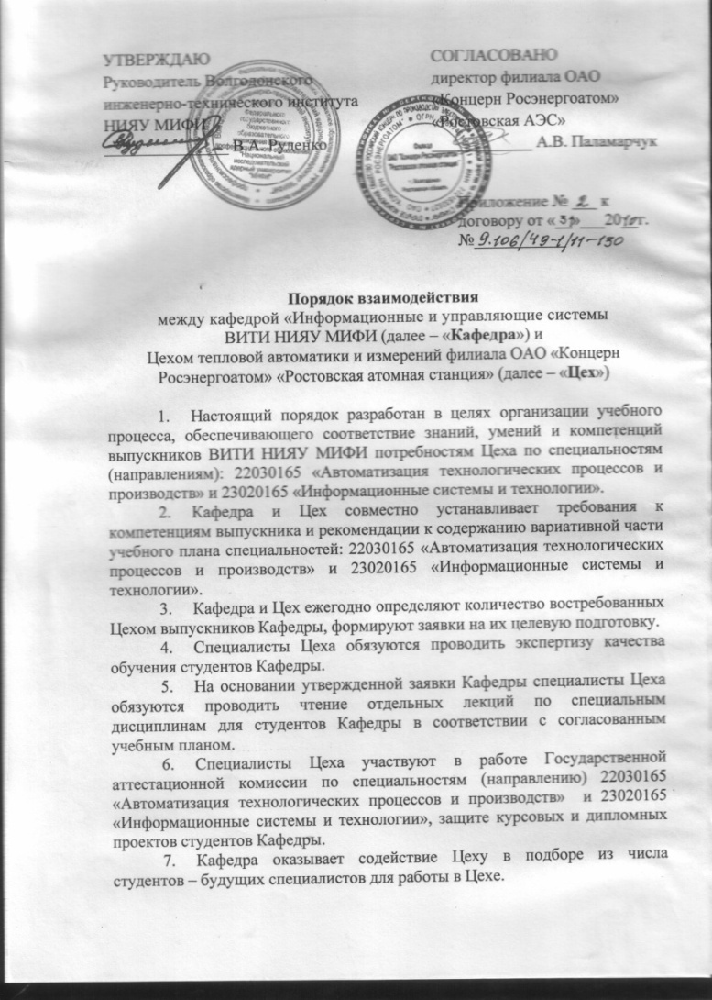 УТВЕРЖДАЮ
Руководитель Волгодонского
инженерно-технического института
НИЯУ МИФИ
В.А. Руденко
СОГЛАСОВАНО
директор филиала ОАО
«Концерн Росэнергоатом»
«Ростовская АЭС»
А.В. Паламарчук
Приложение № 2 к
договору от «31» 2010г.
№ 9.106/49-1/11-130
Порядок взаимодействия
между кафедрой «Информационные и управляющие системы
ВИТИ НИЯУ МИФИ (далее – «Кафедра») и
Цехом тепловой автоматики и измерений филиала ОАО «Концерн
Росэнергоатом» «Ростовская атомная станция» (далее – «Цех»)
1. Настоящий порядок разработан в целях организации учебного
процесса, обеспечивающего соответствие знаний, умений и компетенций
выпускников ВИТИ НИЯУ МИФИ потребностям Цеха по специальностям
(направлениям): 22030165 «Автоматизация технологических процессов и
производств» и 23020165 «Информационные системы и технологии».
2. Кафедра и Цех совместно устанавливает требования к
компетенциям выпускника и рекомендации к содержанию вариативной части
учебного плана специальностей: 22030165 «Автоматизация технологических
процессов и производств» и 23020165 «Информационные системы и
технологии».
3. Кафедра и Цех ежегодно определяют количество востребованных
Цехом выпускников Кафедры, формируют заявки на их целевую подготовку.
4. Специалисты Цеха обязуются проводить экспертизу качества
обучения студентов Кафедры.
5. На основании утвержденной заявки Кафедры специалисты Цеха
обязуются проводить чтение отдельных лекций по специальным
дисциплинам для студентов Кафедры в соответствии с согласованным
учебным планом.
6. Специалисты Цеха участвуют в работе Государственной
аттестационной комиссии по специальностям (направлению) 22030165
«Автоматизация технологических процессов и производств» и 23020165
«Информационные системы и технологии», защите курсовых и дипломных
проектов студентов Кафедры.
7. Кафедра оказывает содействие Цеху в подборе из числа
студентов – будущих специалистов для работы в Цехе.